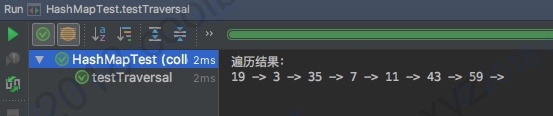 Run HashMapTest.testTraversal
HashMapTest (coll 2ms
testTraversal 2ms
遍历结果:
19 -> 3 -> 35 -> 7 -> 11 -> 43 -> 59 ->